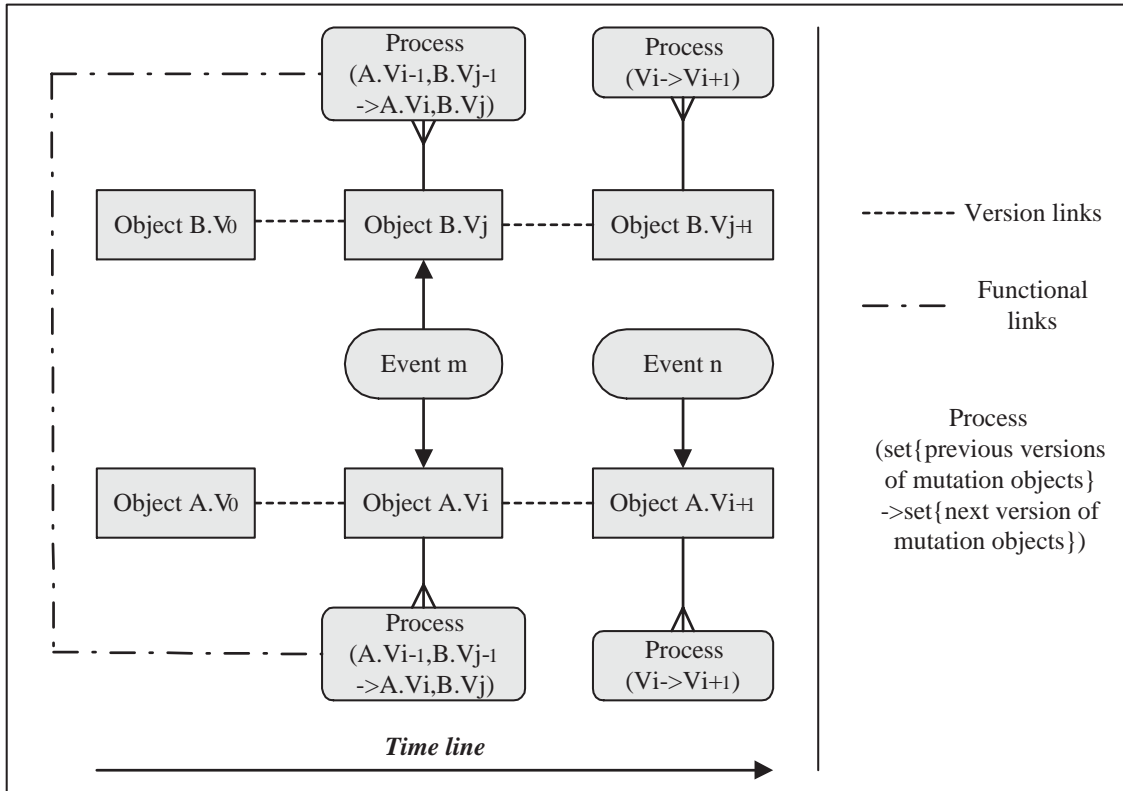 Process
(A.Vi-1,B.Vj-1
->A.Vi,B.Vj)
Process
(Vi->Vi+1)
Object B.V0
Object B.Vj
Object B.Vj+1
Event m
Event n
Object A.V0
Object A.Vi
Object A.Vi+1
Process
(A.Vi-1,B.Vj-1
->A.Vi,B.Vj)
Process
(Vi->Vi+1)
Time line
Version links
Functional
links
Process
(set{previous versions
of mutation objects}
->set{next version of
mutation objects})